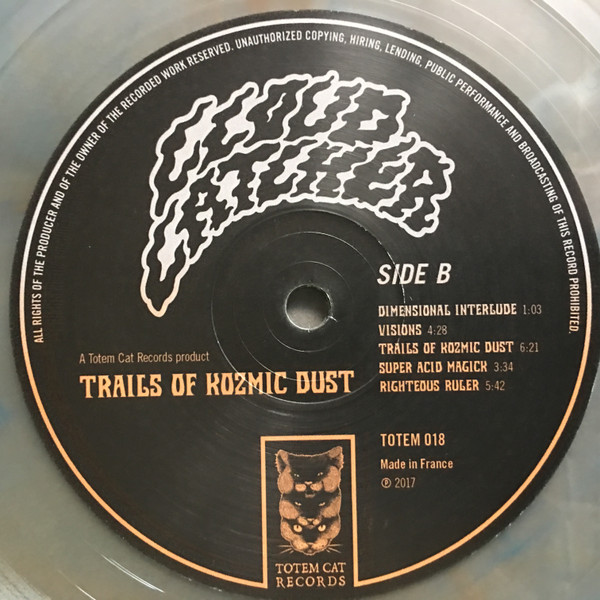 ALL RIGHTS OF THE PRODUCER AND OF THE OWNER OF THE RECORDED WORK RESERVED. UNAUTHORIZED COPYING, HIRING, LENDING, PUBLIC PERFORMANCE AND BROADCASTING OF THIS RECORD PROHIBITED.
CLOUD
CATCHER
SIDE B
DIMENSIONAL INTERLUDE 1:03
VISIONS 4:28
TRAILS OF KOZMIC DUST 6:21
SUPER ACID MAGICK 3:34
RIGHTEOUS RULER 5:42
A Totem Cat Records product
TRAILS OF KOZMIC DUST
TOTEM 018
Made in France
℗ 2017
TOTEM CAT
RECORDS